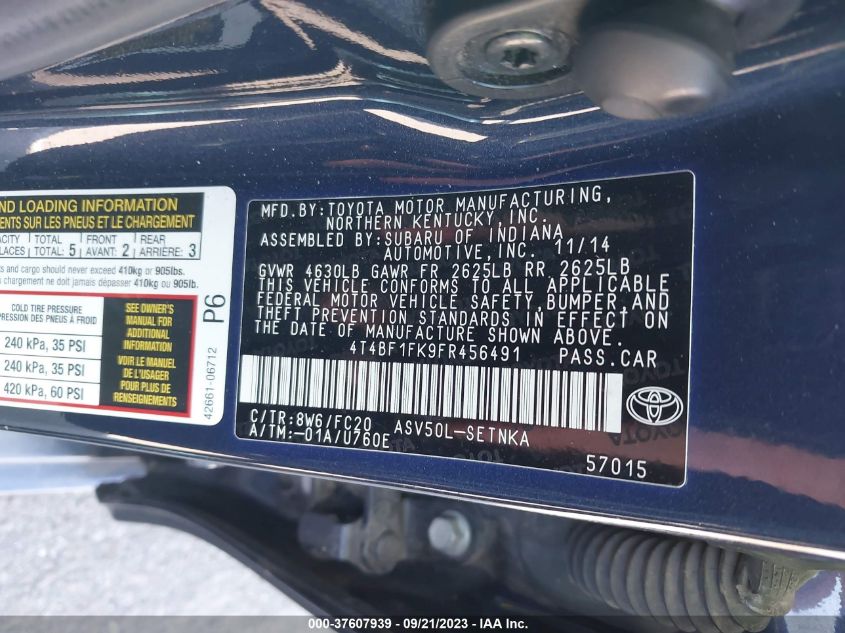 ND LOADING INFORMATION
EMENTS SUR LES PNEUS ET LE CHARGEMENT
ACITY TOTAL FRONT REAR
PLACES TOTAL: 5 AVANT: 2 ARRIÈRE: 3
ts and cargo should never exceed 410kg or 905lbs.
chargement ne doit jamais dépasser 410kg ou 905lb.
COLD TIRE PRESSURE
PRESSION DES PNEUS À FROID
240 kPa, 35 PSI
240 kPa, 35 PSI
420 kPa, 60 PSI
SEE OWNER'S
MANUAL FOR
ADDITIONAL
INFORMATION
VOIR LE MANUEL
DE L'USAGER
POUR PLUS DE
RENSEIGNEMENTS
P6
42661-06712
MFD.BY:TOYOTA MOTOR MANUFACTURING,
NORTHERN KENTUCKY,INC.
ASSEMBLED BY:SUBARU OF INDIANA
AUTOMOTIVE, INC. 11/14
GVWR 4630LB GAWR FR 2625LB RR 2625LB
THIS VEHICLE CONFORMS TO ALL APPLICABLE
FEDERAL MOTOR VEHICLE SAFETY,BUMPER,AND
THEFT PREVENTION STANDARDS IN EFFECT ON
THE DATE OF MANUFACTURE SHOWN ABOVE.
4T4BF1FK9FR456491 PASS.CAR
C/TR:8W6/FC20 ASV50L-SETNKA
A/TM:-01A/U760E
57015
000-37607939 - 09/21/2023 - IAA Inc.